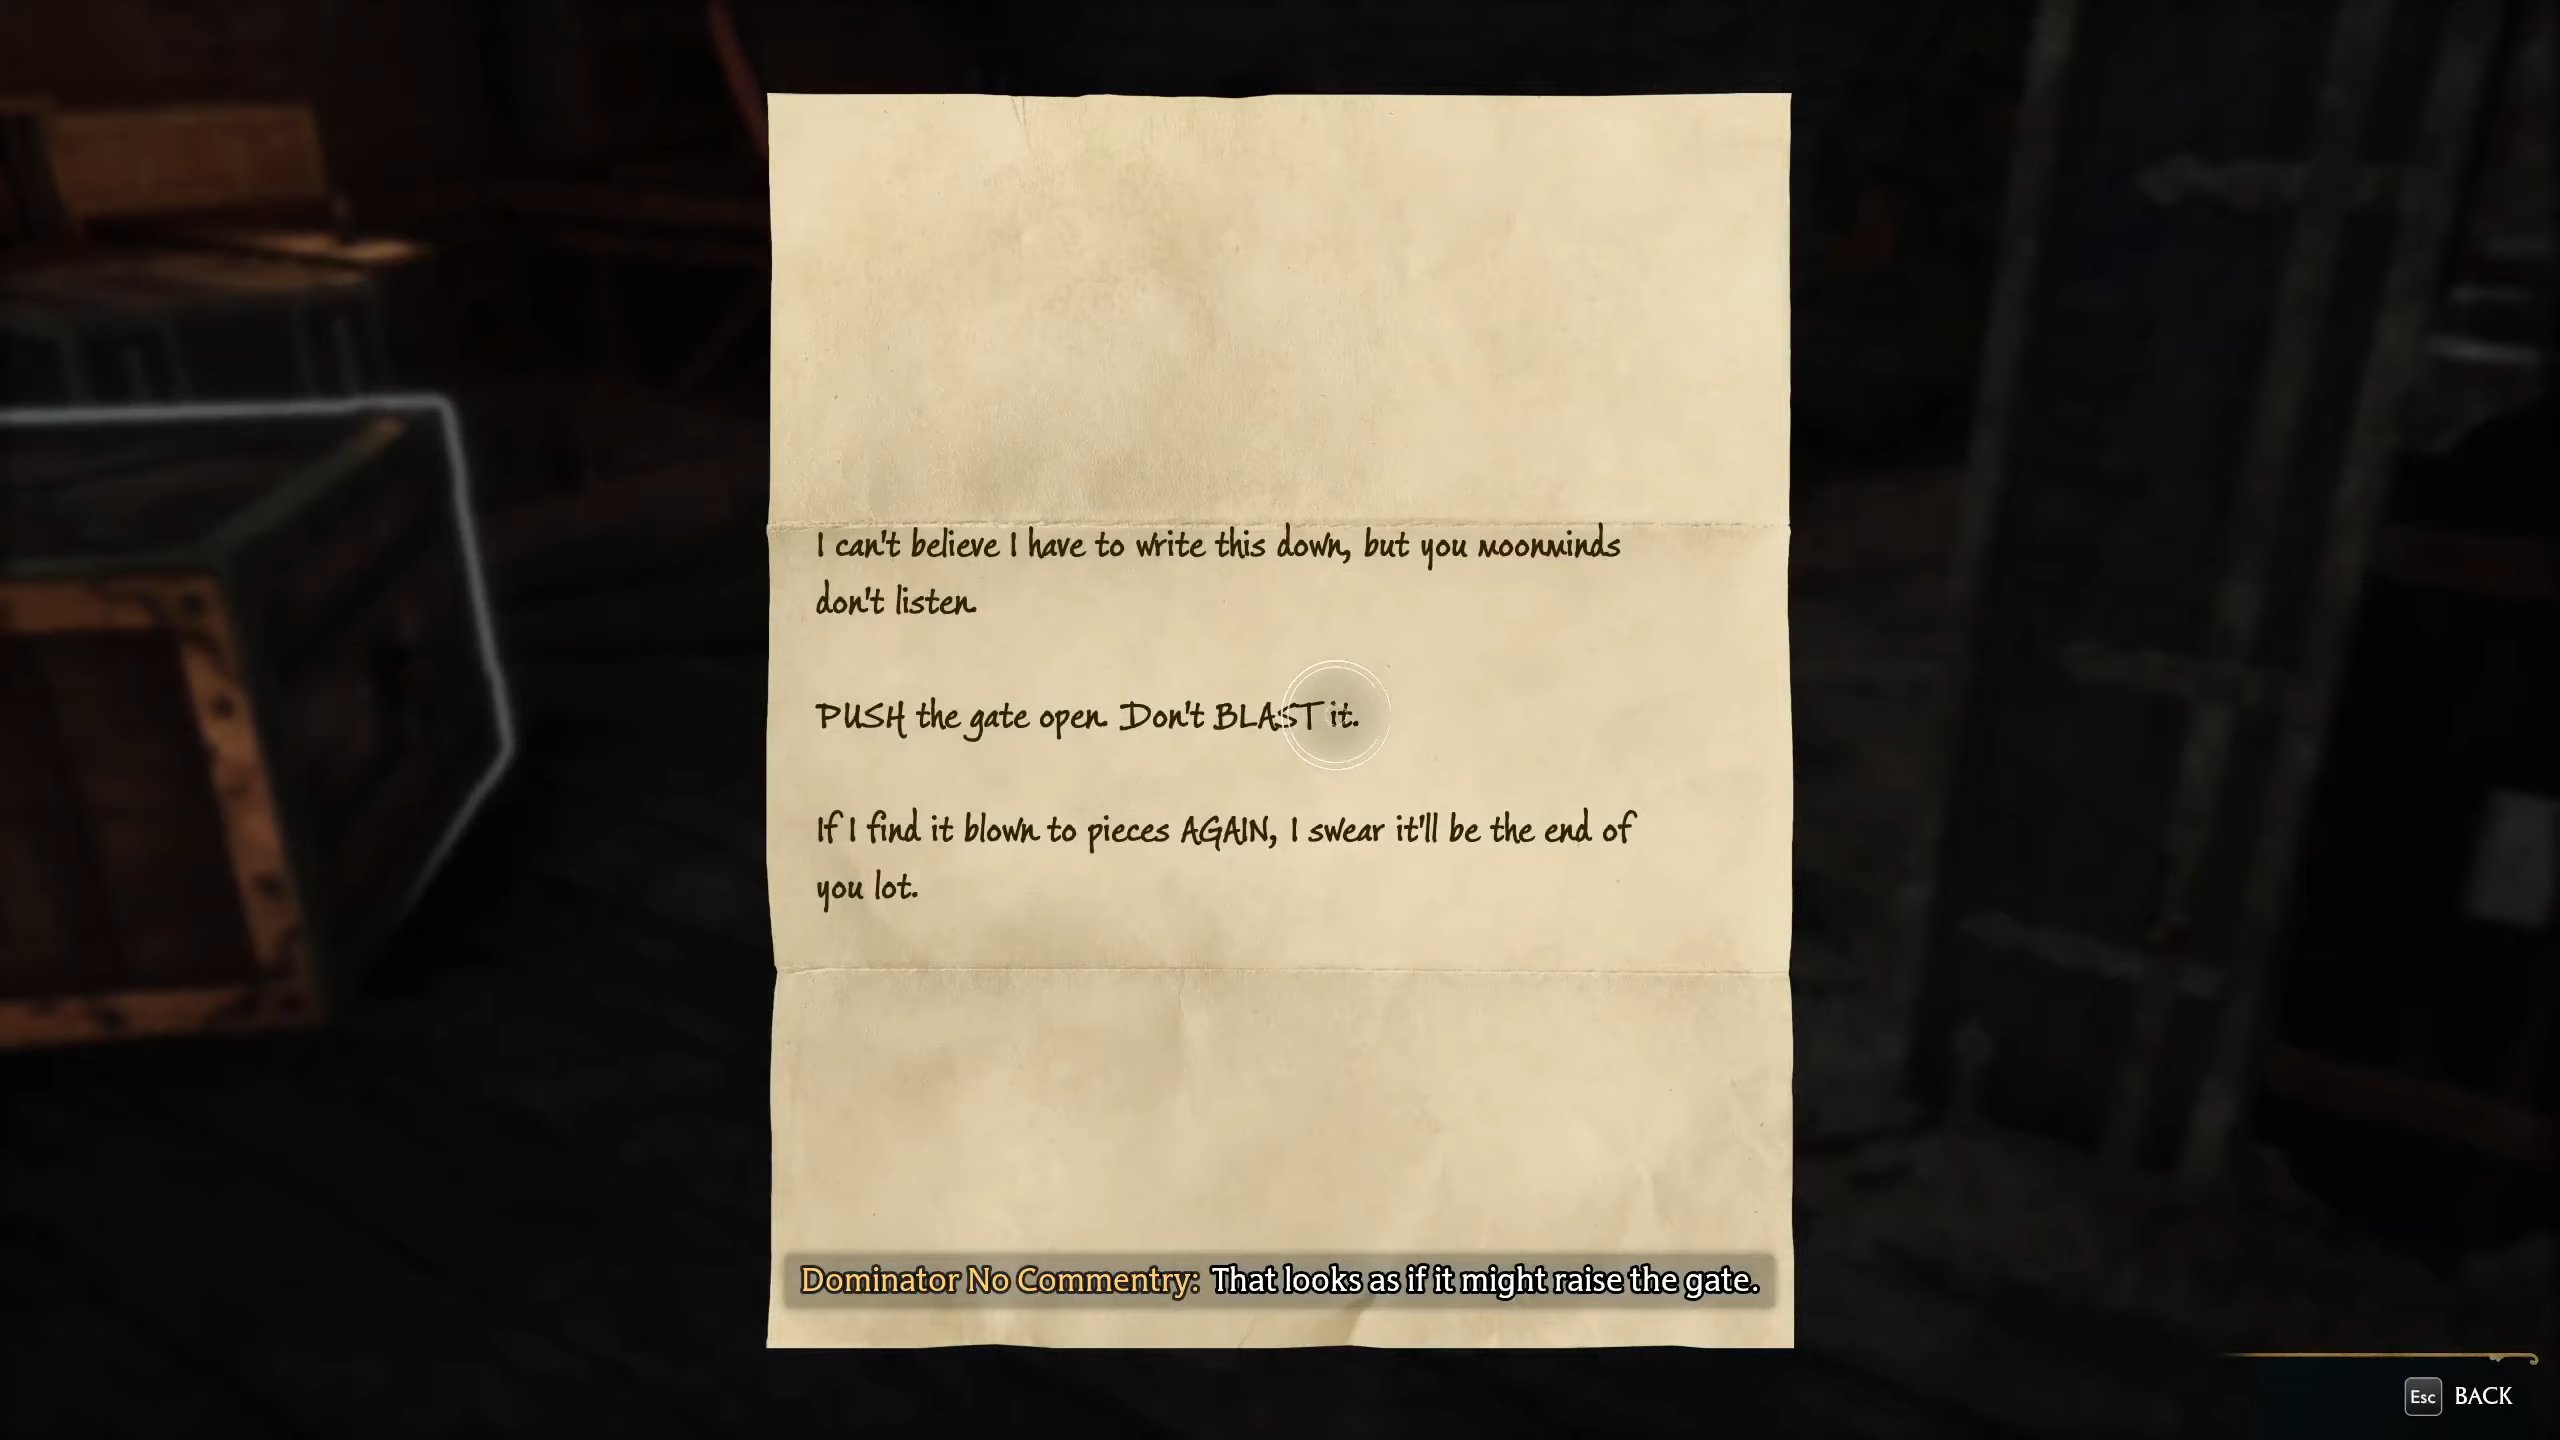 I can't believe I have to write this down, but you moonminds
don't listen.
PUSH the gate open. Don't BLAST it.
If I find it blown to pieces AGAIN, I swear it'll be the end of
you lot.
Dominator No Commentry: That looks as if it might raise the gate.
Esc BACK